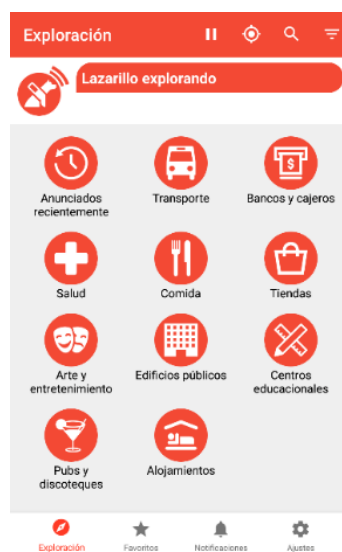 Exploración
Lazarillo explorando
Anunciados
recientemente
Transporte
Bancos y cajeros
$
Salud
Comida
Tiendas
Arte y
entretenimiento
Edificios públicos
Centros
educacionales
Pubs y
discoteques
Alojamientos
Exploración
Favoritos
Notificaciones
Ajustes